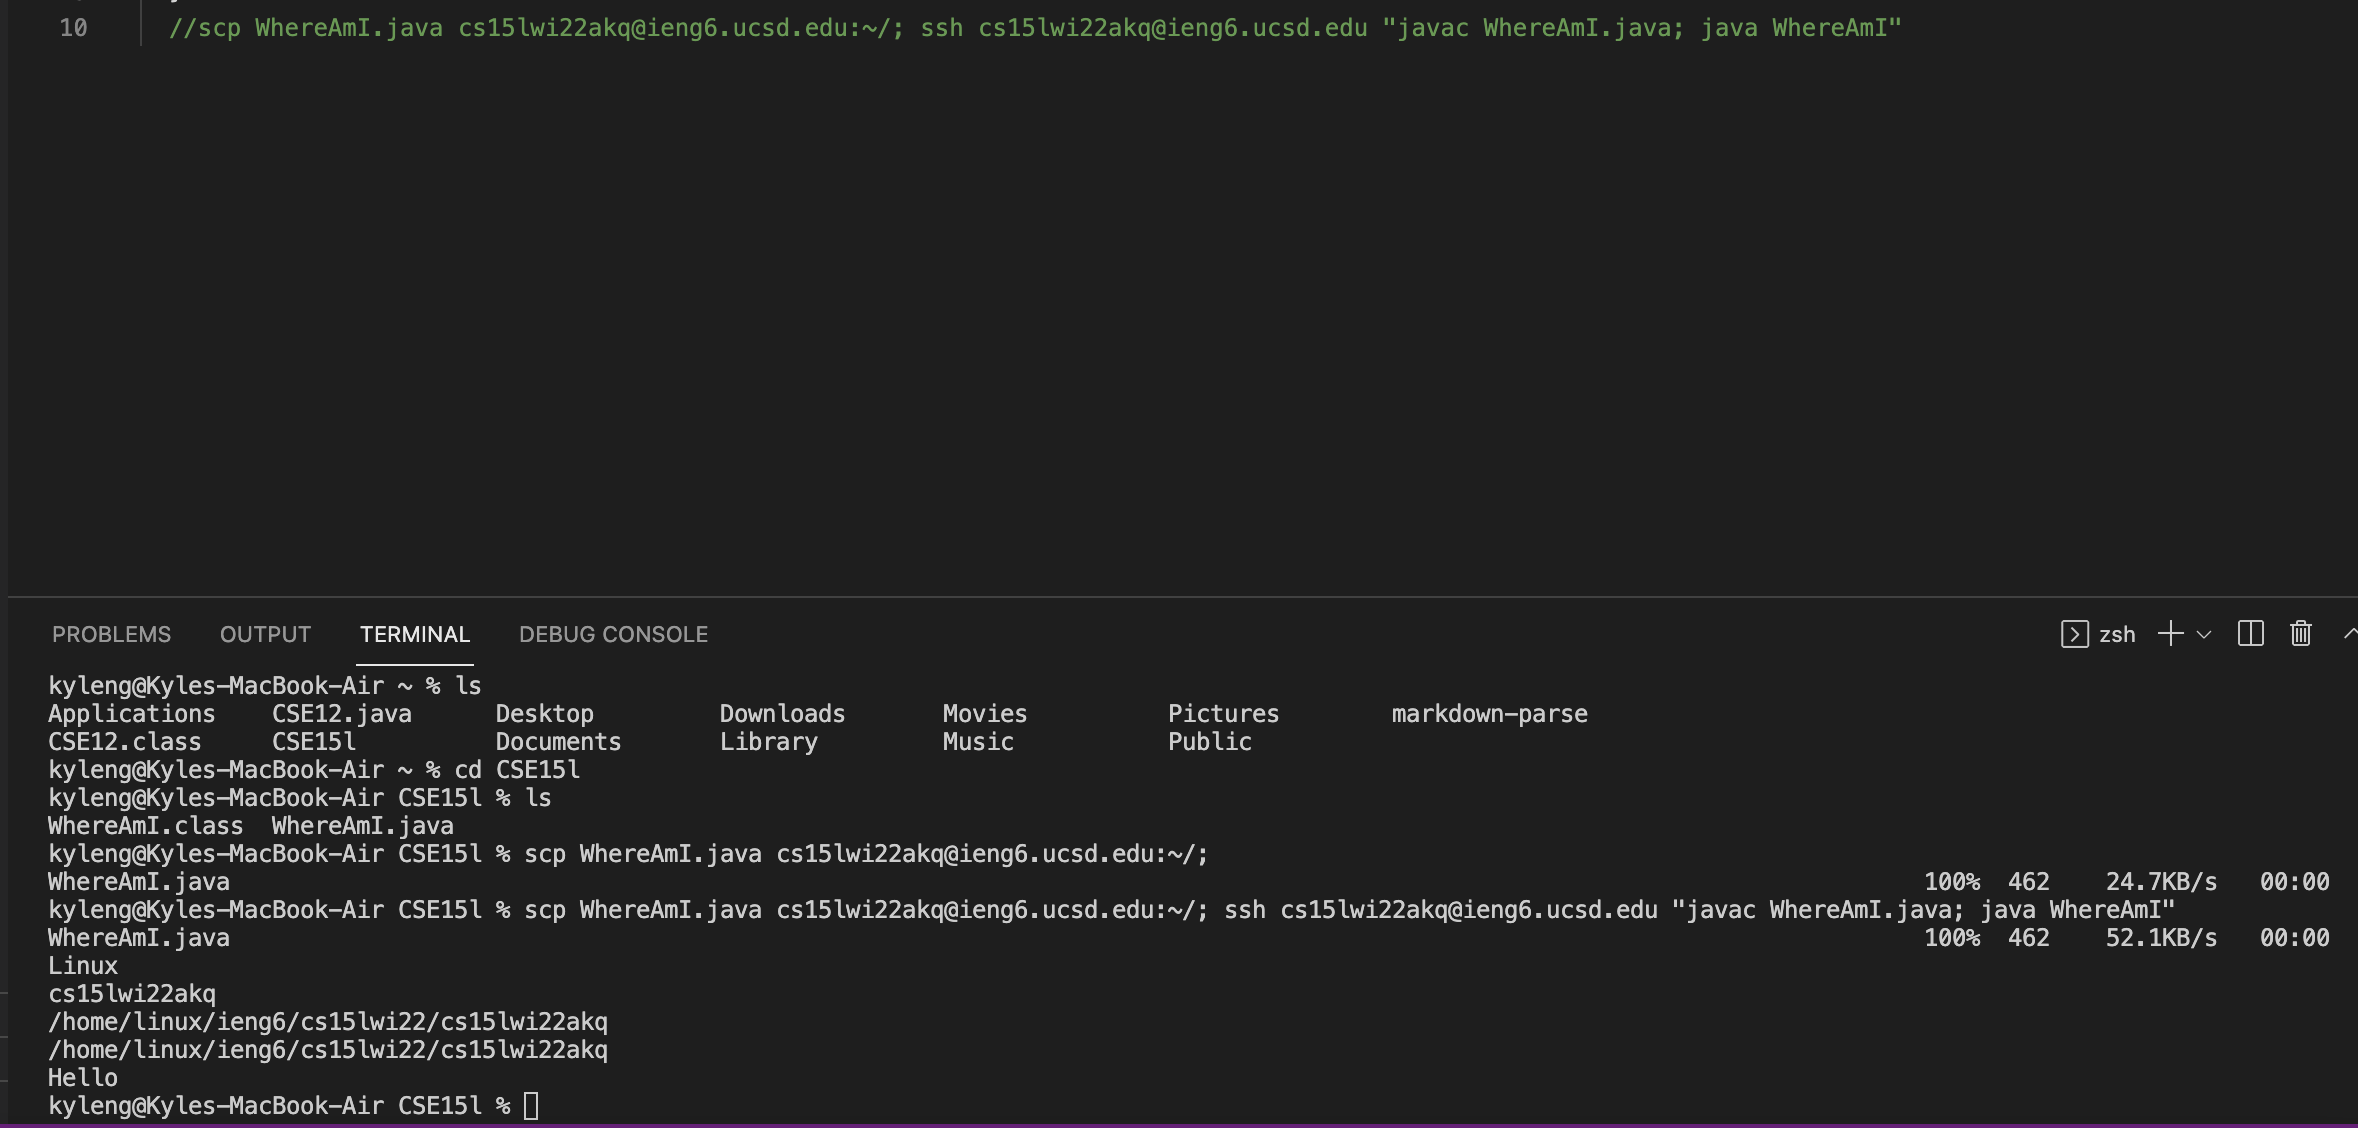 10 //scp WhereAmI.java cs15lwi22akq@ieng6.ucsd.edu:~/; ssh cs15lwi22akq@ieng6.ucsd.edu "javac WhereAmI.java; java WhereAmI"
PROBLEMS OUTPUT TERMINAL DEBUG CONSOLE zsh
kyleng@Kyles-MacBook-Air ~ % ls
Applications CSE12.java Desktop Downloads Movies Pictures markdown-parse
CSE12.class CSE15l Documents Library Music Public
kyleng@Kyles-MacBook-Air ~ % cd CSE15l
kyleng@Kyles-MacBook-Air CSE15l % ls
WhereAmI.class WhereAmI.java
kyleng@Kyles-MacBook-Air CSE15l % scp WhereAmI.java cs15lwi22akq@ieng6.ucsd.edu:~/;
WhereAmI.java 100% 462 24.7KB/s 00:00
kyleng@Kyles-MacBook-Air CSE15l % scp WhereAmI.java cs15lwi22akq@ieng6.ucsd.edu:~/; ssh cs15lwi22akq@ieng6.ucsd.edu "javac WhereAmI.java; java WhereAmI"
WhereAmI.java 100% 462 52.1KB/s 00:00
Linux
cs15lwi22akq
/home/linux/ieng6/cs15lwi22/cs15lwi22akq
/home/linux/ieng6/cs15lwi22/cs15lwi22akq
Hello
kyleng@Kyles-MacBook-Air CSE15l %